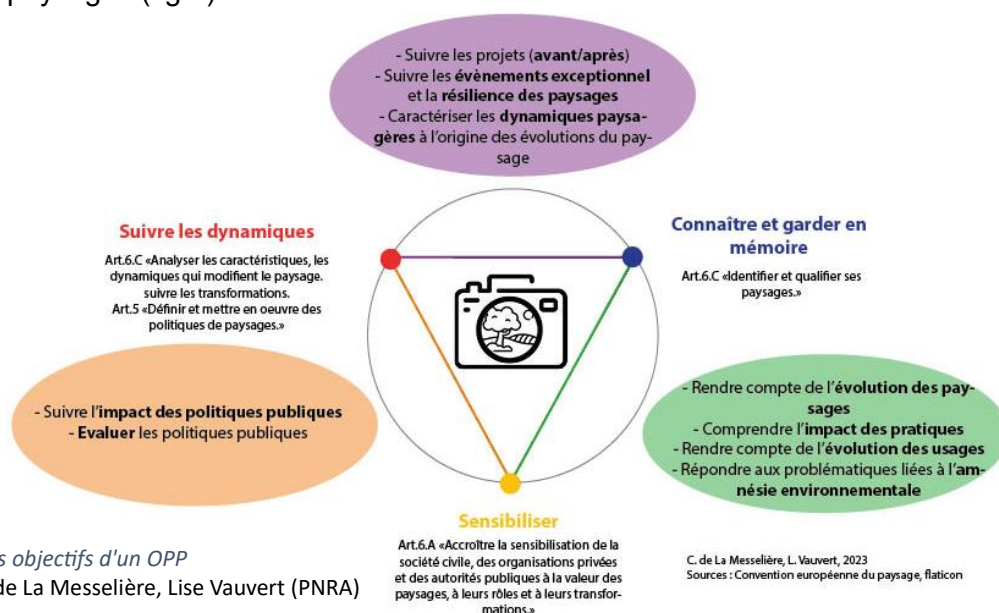 - Suivre les projets (avant/après)
- Suivre les évènements exceptionnel
et la résilience des paysages
- Caractériser les dynamiques paysa-
gères à l'origine des évolutions du pay-
sage
Suivre les dynamiques
Art.6.C «Analyser les caractéristiques, les
dynamiques qui modifient le paysage.
suivre les transformations.
Art.5 «Définir et mettre en oeuvre des
politiques de paysages.»
Connaître et garder en
mémoire
Art.6.C «Identifier et qualifier ses
paysages.»
- Suivre l'impact des politiques publiques
- Evaluer les politiques publiques
- Rendre compte de l'évolution des pay-
sages
- Comprendre l'impact des pratiques
- Rendre compte de l'évolution des usages
- Répondre aux problématiques liées à l'am-
nésie environnementale
Sensibiliser
Art.6.A «Accroître la sensibilisation de la
société civile, des organisations privées
et des autorités publiques à la valeur des
paysages, à leurs rôles et à leurs transfor-
mations.»
objectifs d'un OPP
de La Messelière, Lise Vauvert (PNRA)
C. de La Messelière, L. Vauvert, 2023
Sources : Convention européenne du paysage, flaticon